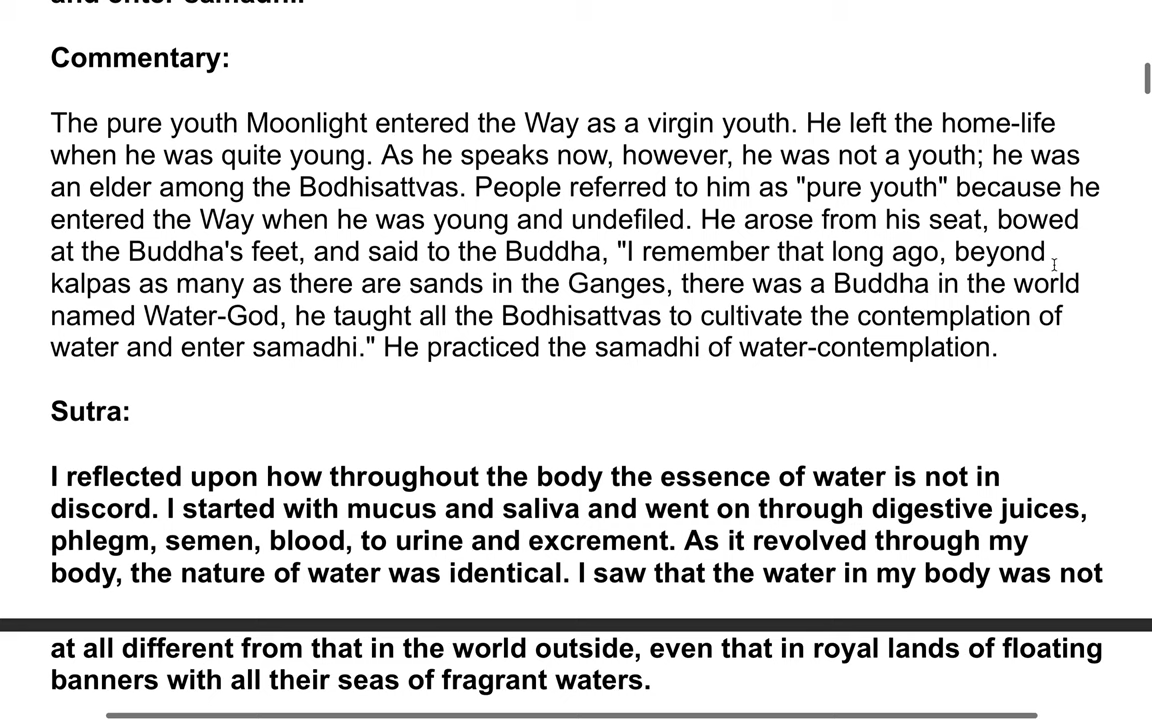 and enter samadhi.
Commentary:
The pure youth Moonlight entered the Way as a virgin youth. He left the home-life
when he was quite young. As he speaks now, however, he was not a youth; he was
an elder among the Bodhisattvas. People referred to him as "pure youth" because he
entered the Way when he was young and undefiled. He arose from his seat, bowed
at the Buddha's feet, and said to the Buddha, "I remember that long ago, beyond
kalpas as many as there are sands in the Ganges, there was a Buddha in the world
named Water-God, he taught all the Bodhisattvas to cultivate the contemplation of
water and enter samadhi." He practiced the samadhi of water-contemplation.
Sutra:
I reflected upon how throughout the body the essence of water is not in
discord. I started with mucus and saliva and went on through digestive juices,
phlegm, semen, blood, to urine and excrement. As it revolved through my
body, the nature of water was identical. I saw that the water in my body was not
at all different from that in the world outside, even that in royal lands of floating
banners with all their seas of fragrant waters.